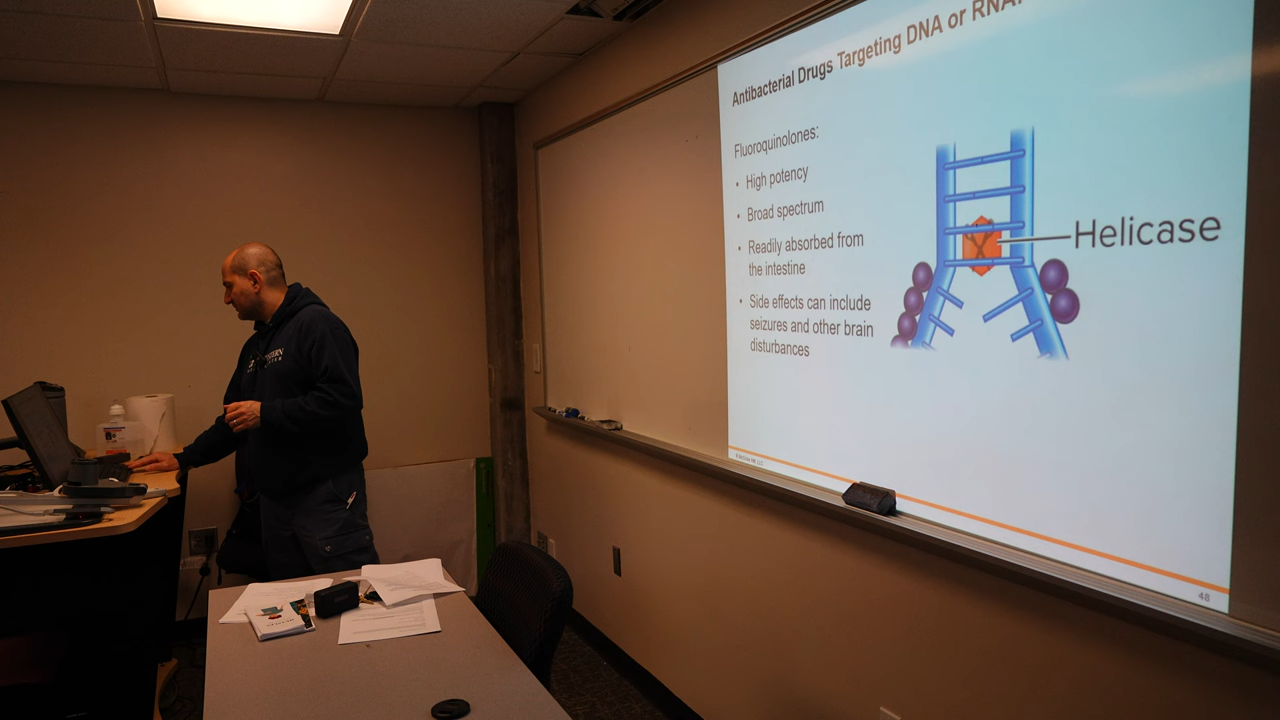 Antibacterial Drugs Targeting DNA or RNA
Fluoroquinolones:
• High potency
• Broad spectrum
• Readily absorbed from
the intestine
• Side effects can include
seizures and other brain
disturbances
Helicase
48